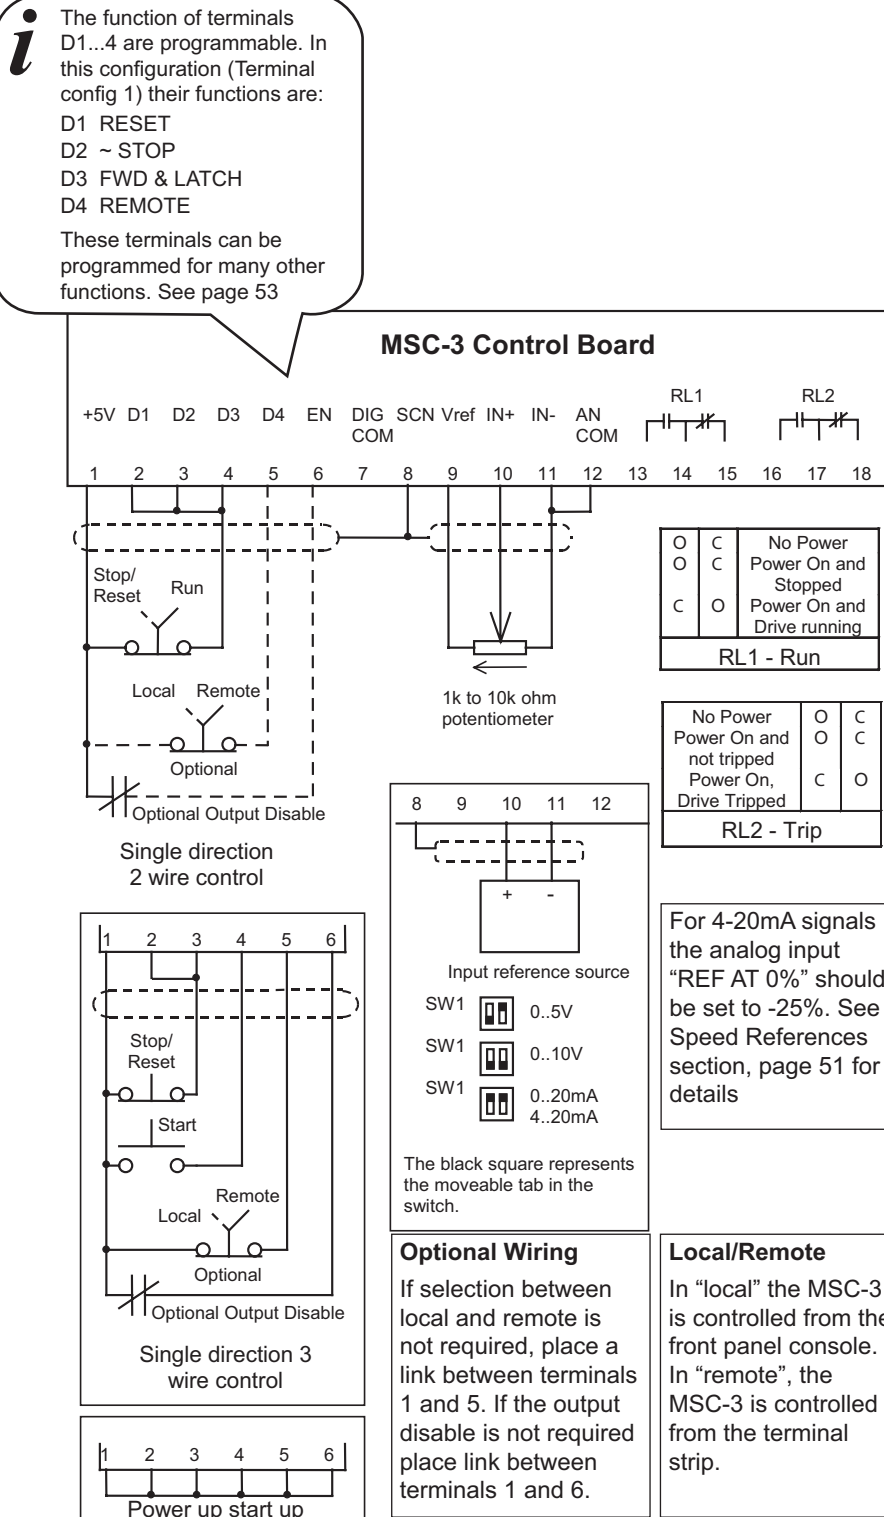 i
The function of terminals
D1...4 are programmable. In
this configuration (Terminal
config 1) their functions are:
D1 RESET
D2 ~ STOP
D3 FWD & LATCH
D4 REMOTE
These terminals can be
programmed for many other
functions. See page 53
MSC-3 Control Board
+5V D1 D2 D3 D4 EN DIG COM SCN Vref IN+ IN- AN COM RL1 RL2
1 2 3 4 5 6 7 8 9 10 11 12 13 14 15 16 17 18
Stop/
Reset
Run
Local Remote
Optional
Optional Output Disable
Single direction
2 wire control
1k to 10k ohm
potentiometer
O C No Power
O C Power On and
Stopped
C O Power On and
Drive running
RL1 - Run
No Power O C
Power On and O C
not tripped
Power On, C O
Drive Tripped
RL2 - Trip
8 9 10 11 12
+ -
Input reference source
SW1 0..5V
SW1 0..10V
SW1 0..20mA
4..20mA
The black square represents
the moveable tab in the
switch.
For 4-20mA signals
the analog input
“REF AT 0%” should
be set to -25%. See
Speed References
section, page 51 for
details
1 2 3 4 5 6
Stop/
Reset
Start
Remote
Local
Optional
Optional Output Disable
Single direction 3
wire control
Optional Wiring
If selection between
local and remote is
not required, place a
link between terminals
1 and 5. If the output
disable is not required
place link between
terminals 1 and 6.
Local/Remote
In “local” the MSC-3
is controlled from the
front panel console.
In “remote”, the
MSC-3 is controlled
from the terminal
strip.
1 2 3 4 5 6
Power up start up